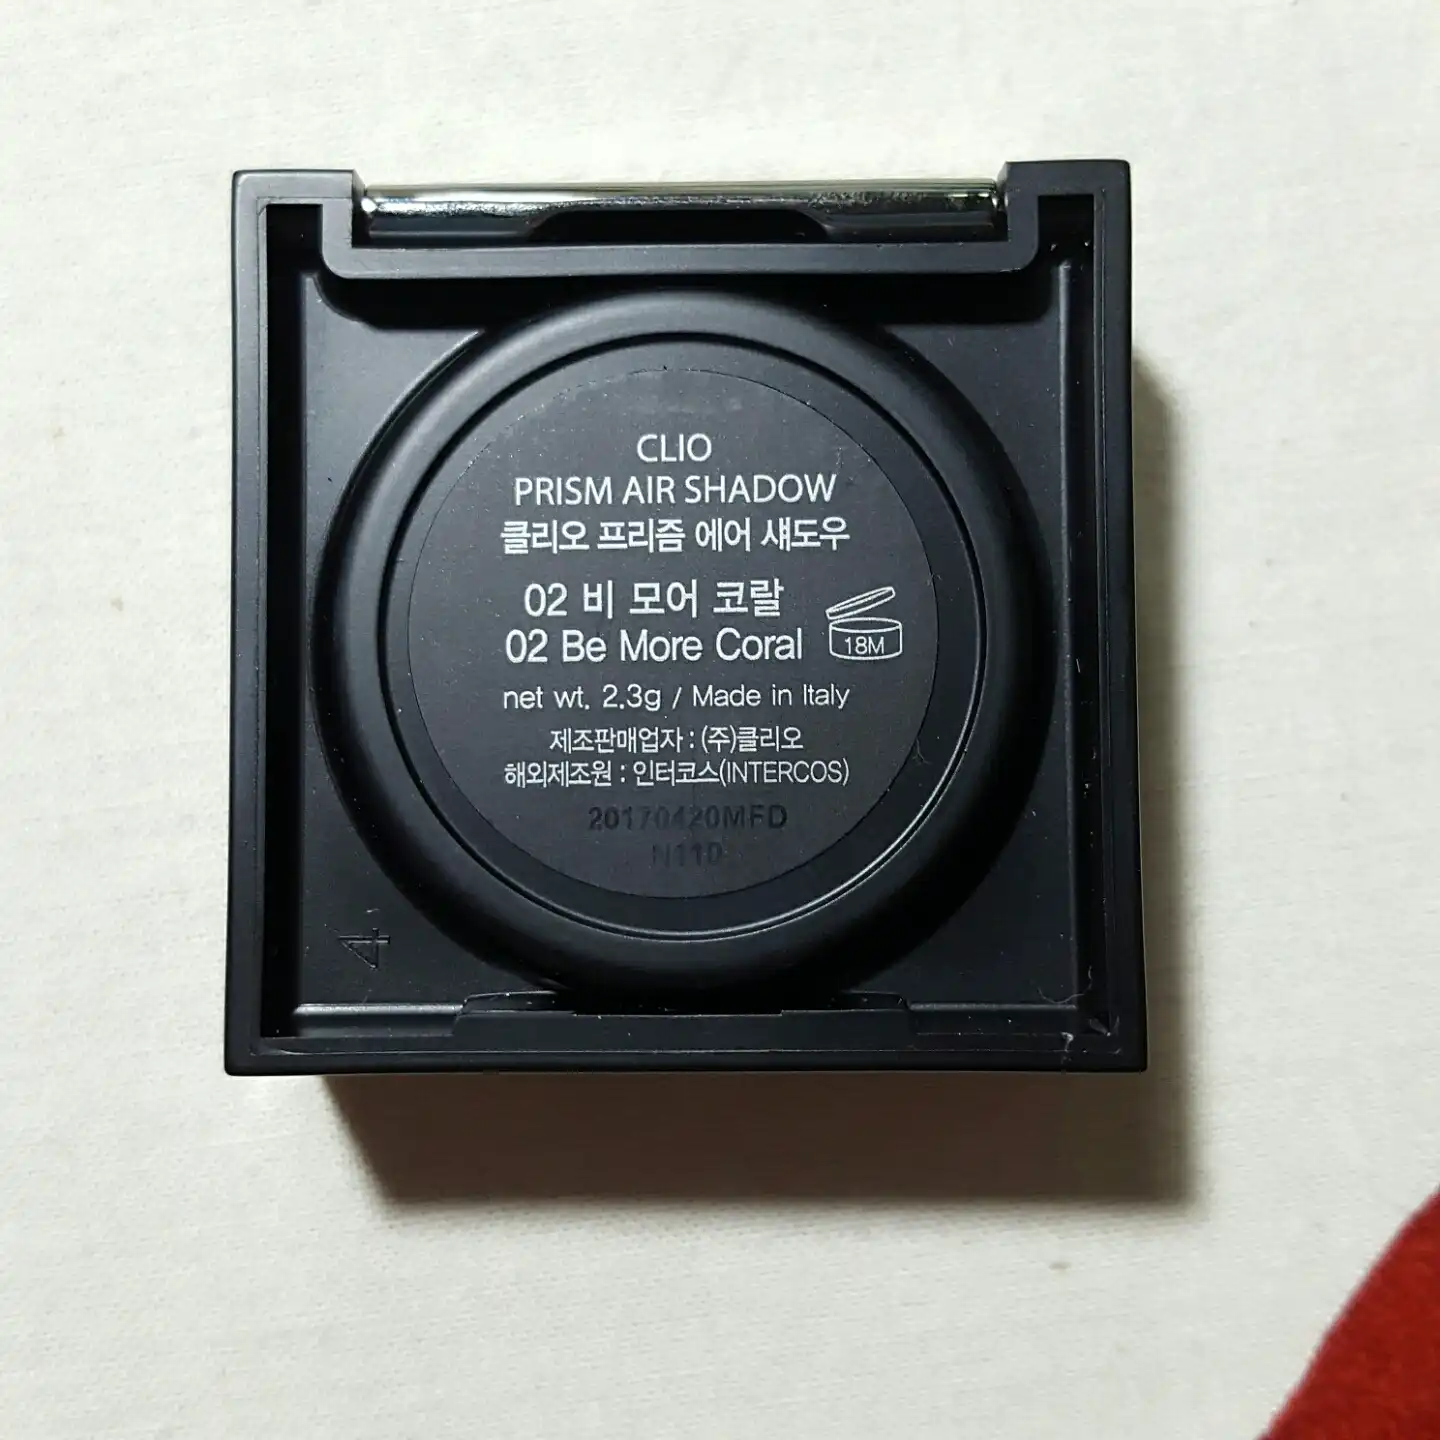 CLIO
PRISM AIR SHADOW
클리오 프리즘 에어 섀도우
02 비 모어 코랄
02 Be More Coral
18M
net wt. 2.3g / Made in Italy
제조판매업자 : (주)클리오
해외제조원 : 인터코스(INTERCOS)
20170420MFD
N110
4